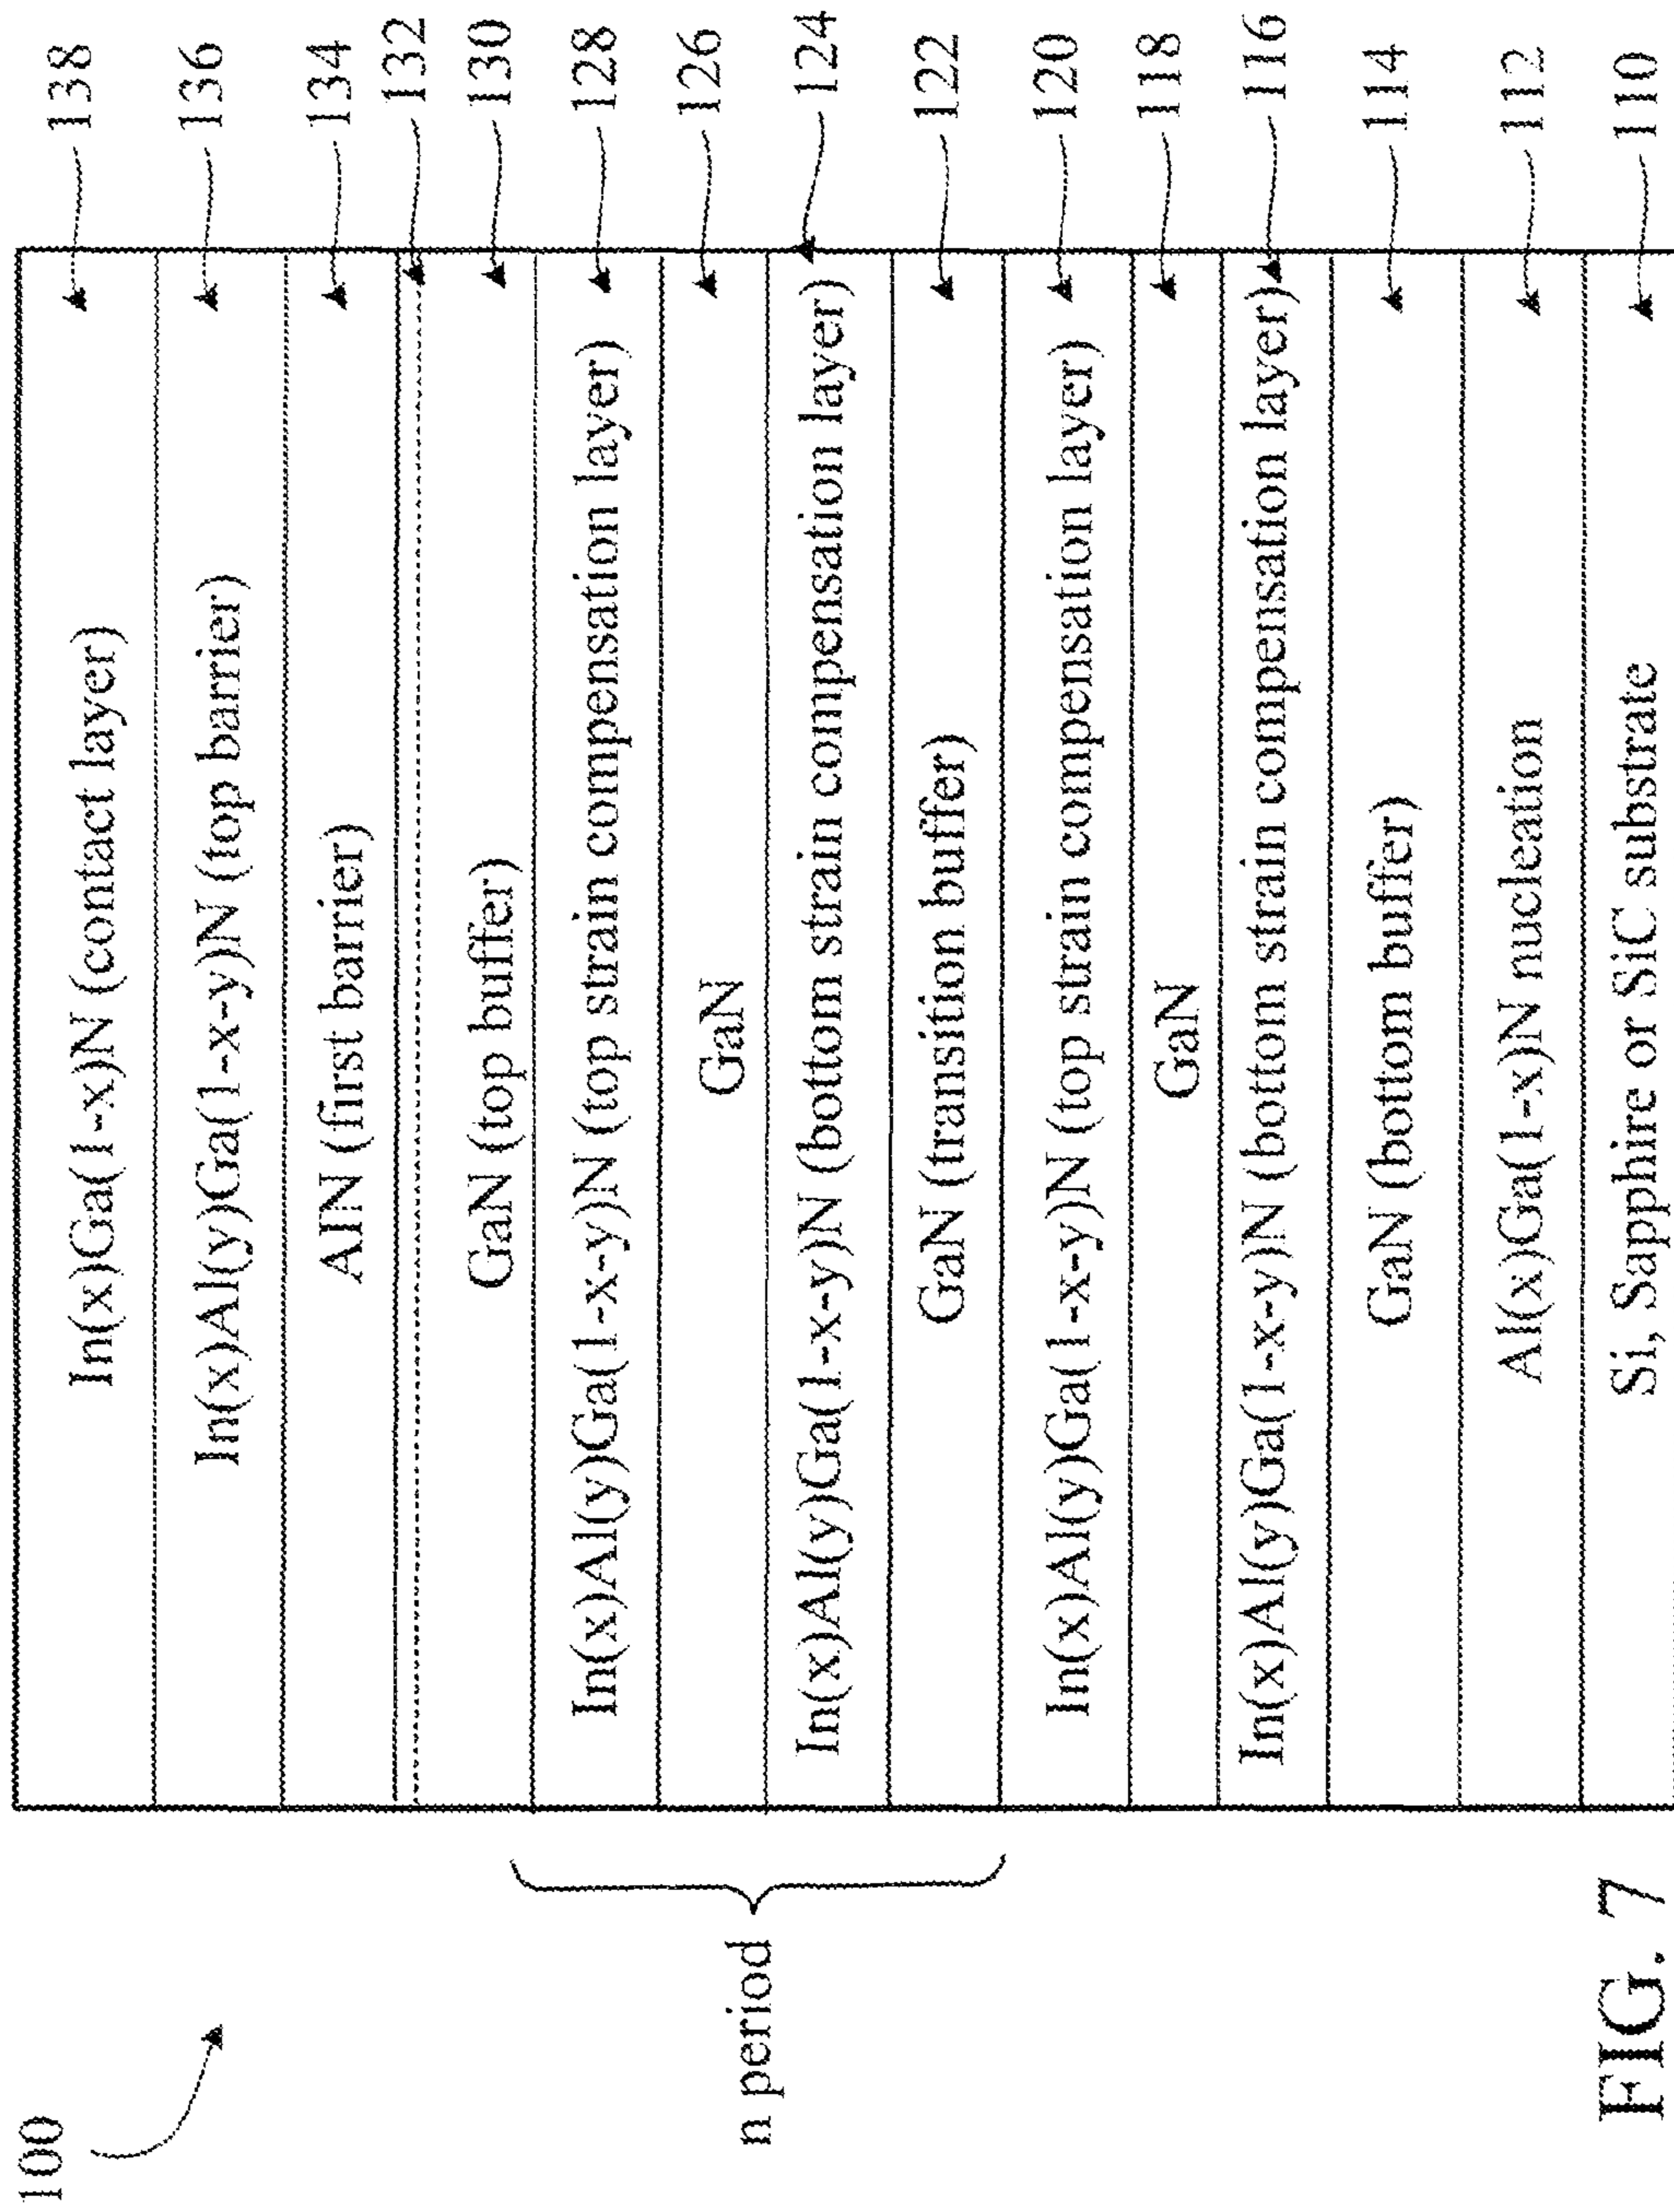 100
In(x)Ga(1-x)N (contact layer) 138
In(x)Al(y)Ga(1-x-y)N (top barrier) 136
AlN (first barrier) 134
132
GaN (top buffer) 130
In(x)Al(y)Ga(1-x-y)N (top strain compensation layer) 128
GaN 126
n period
In(x)Al(y)Ga(1-x-y)N (bottom strain compensation layer) 124
GaN (transition buffer) 122
In(x)Al(y)Ga(1-x-y)N (top strain compensation layer) 120
GaN 118
In(x)Al(y)Ga(1-x-y)N (bottom strain compensation layer) 116
GaN (bottom buffer) 114
Al(x)Ga(1-x)N nucleation 112
Si, Sapphire or SiC substrate 110
FIG. 7